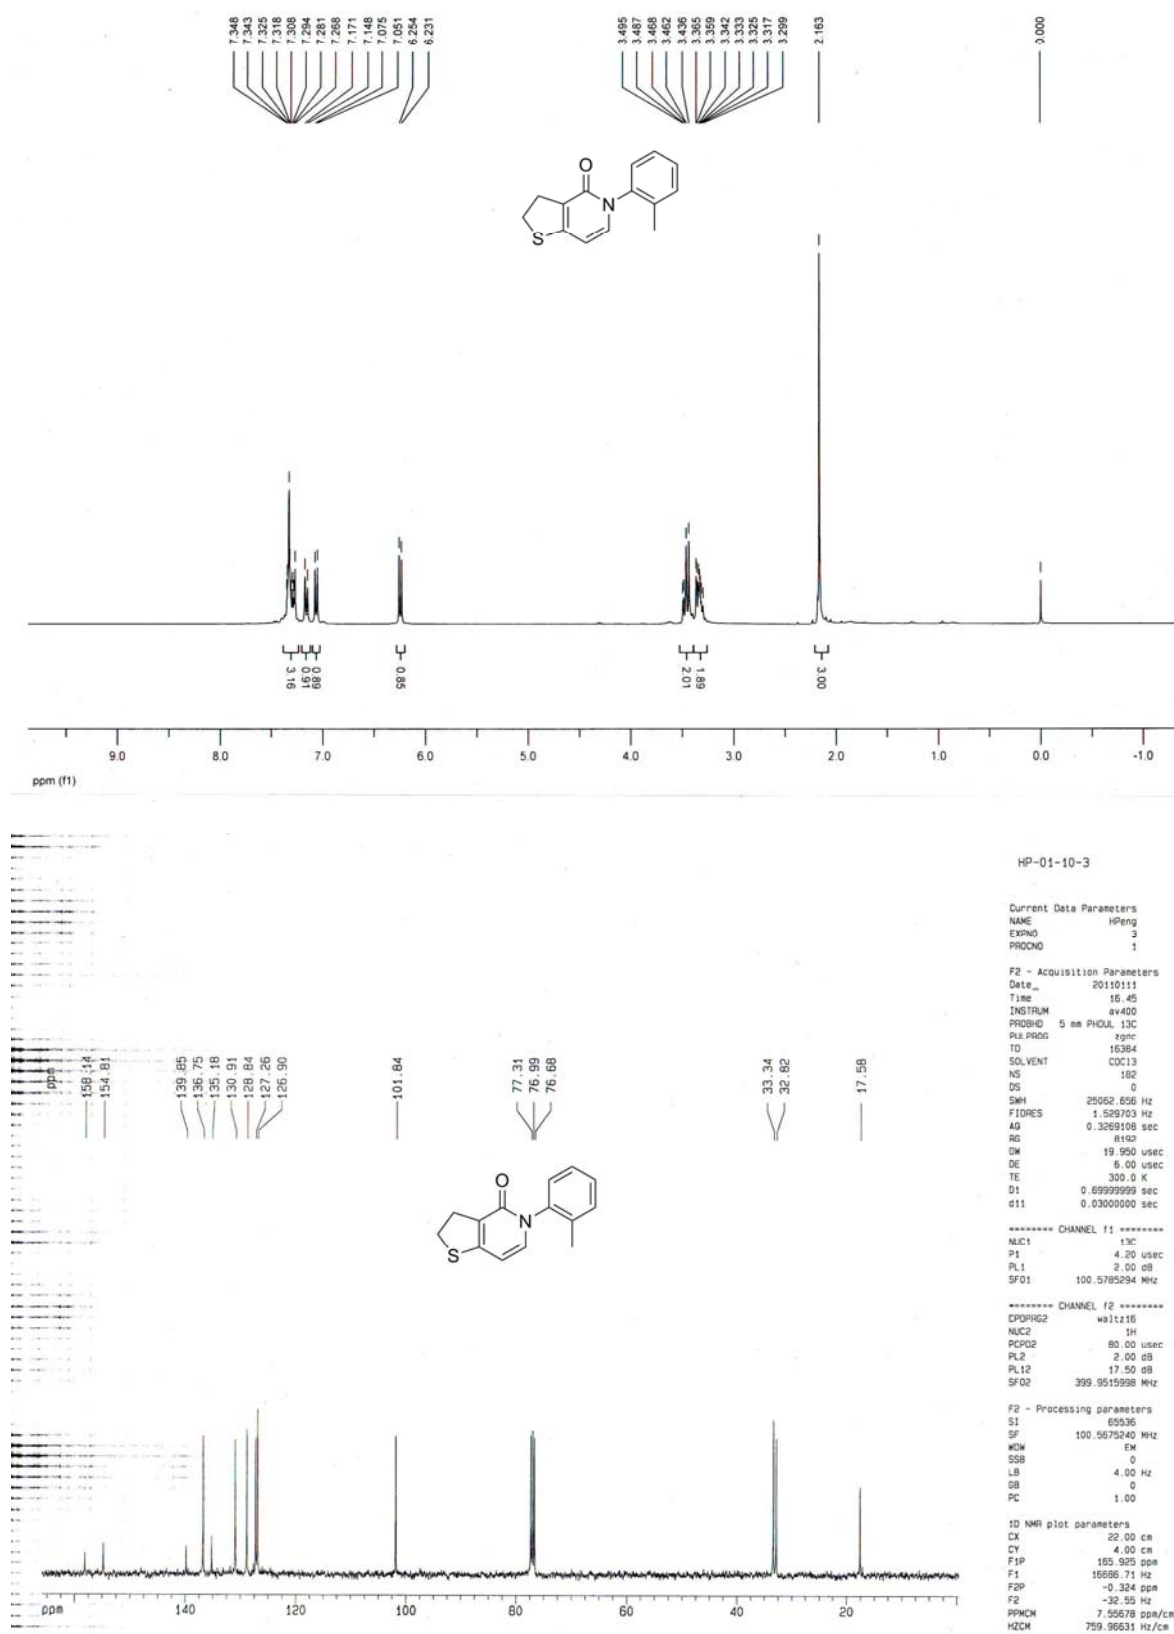 7.348
7.343
7.325
7.318
7.308
7.294
7.281
7.268
7.171
7.148
7.075
7.051
6.254
6.231
3.495
3.487
3.468
3.462
3.436
3.365
3.359
3.342
3.333
3.325
3.317
3.299
2.163
0.000
O
N
S
3.16
0.91
0.89
0.85
2.01
1.89
3.00
9.0 8.0 7.0 6.0 5.0 4.0 3.0 2.0 1.0 0.0 -1.0
ppm (f1)
HP-01-10-3
Current Data Parameters
NAME HPeng
EXPNO 3
PROCNO 1
F2 - Acquisition Parameters
Date_ 20110111
Time 16.45
INSTRUM av400
PROBHD 5 mm PHOUL 13C
PULPROG zgnc
TD 16384
SOLVENT CDCl3
NS 182
DS 0
SWH 25062.656 Hz
FIDRES 1.529703 Hz
AQ 0.3269108 sec
RG 8192
DW 19.950 usec
DE 6.00 usec
TE 300.0 K
D1 0.69999999 sec
d11 0.03000000 sec
======== CHANNEL f1 ========
NUC1 13C
P1 4.20 usec
PL1 2.00 dB
SFO1 100.5785294 MHz
======== CHANNEL f2 ========
CPDPRG2 waltz16
NUC2 1H
PCPD2 80.00 usec
PL2 2.00 dB
PL12 17.50 dB
SFO2 399.9515998 MHz
F2 - Processing parameters
SI 65536
SF 100.5675240 MHz
WDW EM
SSB 0
LB 4.00 Hz
GB 0
PC 1.00
1D NMR plot parameters
CX 22.00 cm
CY 4.00 cm
F1P 165.925 ppm
F1 16686.71 Hz
F2P -0.324 ppm
F2 -32.55 Hz
PPMCM 7.55678 ppm/cm
HZCM 759.96631 Hz/cm
ppm
158.14
154.81
139.85
136.75
135.18
130.91
128.84
127.26
126.90
101.84
77.31
76.99
76.68
33.34
32.82
17.58
O
N
S
ppm 140 120 100 80 60 40 20